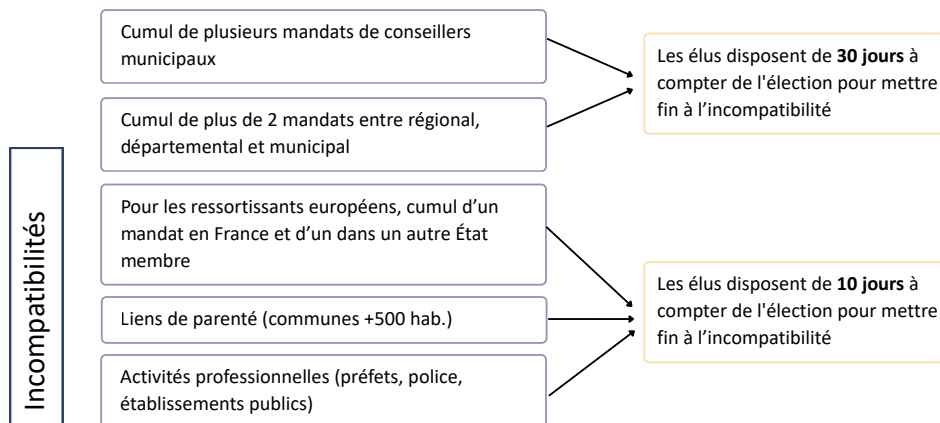 Cumul de plusieurs mandats de conseillers
municipaux
Les élus disposent de 30 jours à
compter de l'élection pour mettre
fin à l’incompatibilité
Cumul de plus de 2 mandats entre régional,
départemental et municipal
Incompatibilités
Pour les ressortissants européens, cumul d’un
mandat en France et d’un dans un autre État
membre
Liens de parenté (communes +500 hab.)
Activités professionnelles (préfets, police,
établissements publics)
Les élus disposent de 10 jours à
compter de l'élection pour mettre
fin à l’incompatibilité